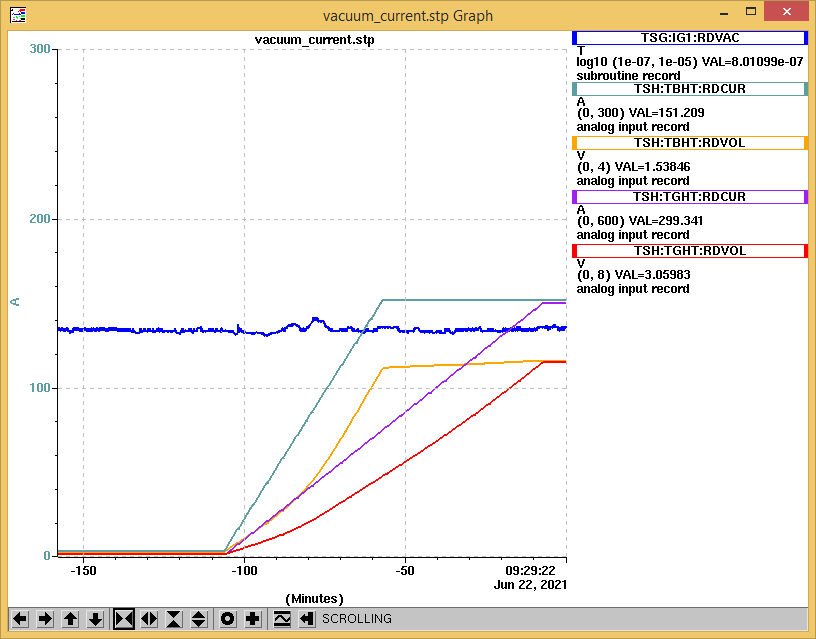 vacuum_current.stp Graph
vacuum_current.stp
300
200
100
0
A
-150
-100
-50
09:29:22
Jun 22, 2021
(Minutes)
TSG:IG1:RDVAC
T
log10 (1e-07, 1e-05) VAL=8.01099e-07
subroutine record
TSH:TBHT:RDCUR
A
(0, 300) VAL=151.209
analog input record
TSH:TBHT:RDVOL
V
(0, 4) VAL=1.53846
analog input record
TSH:TGHT:RDCUR
A
(0, 600) VAL=299.341
analog input record
TSH:TGHT:RDVOL
V
(0, 8) VAL=3.05983
analog input record
SCROLLING